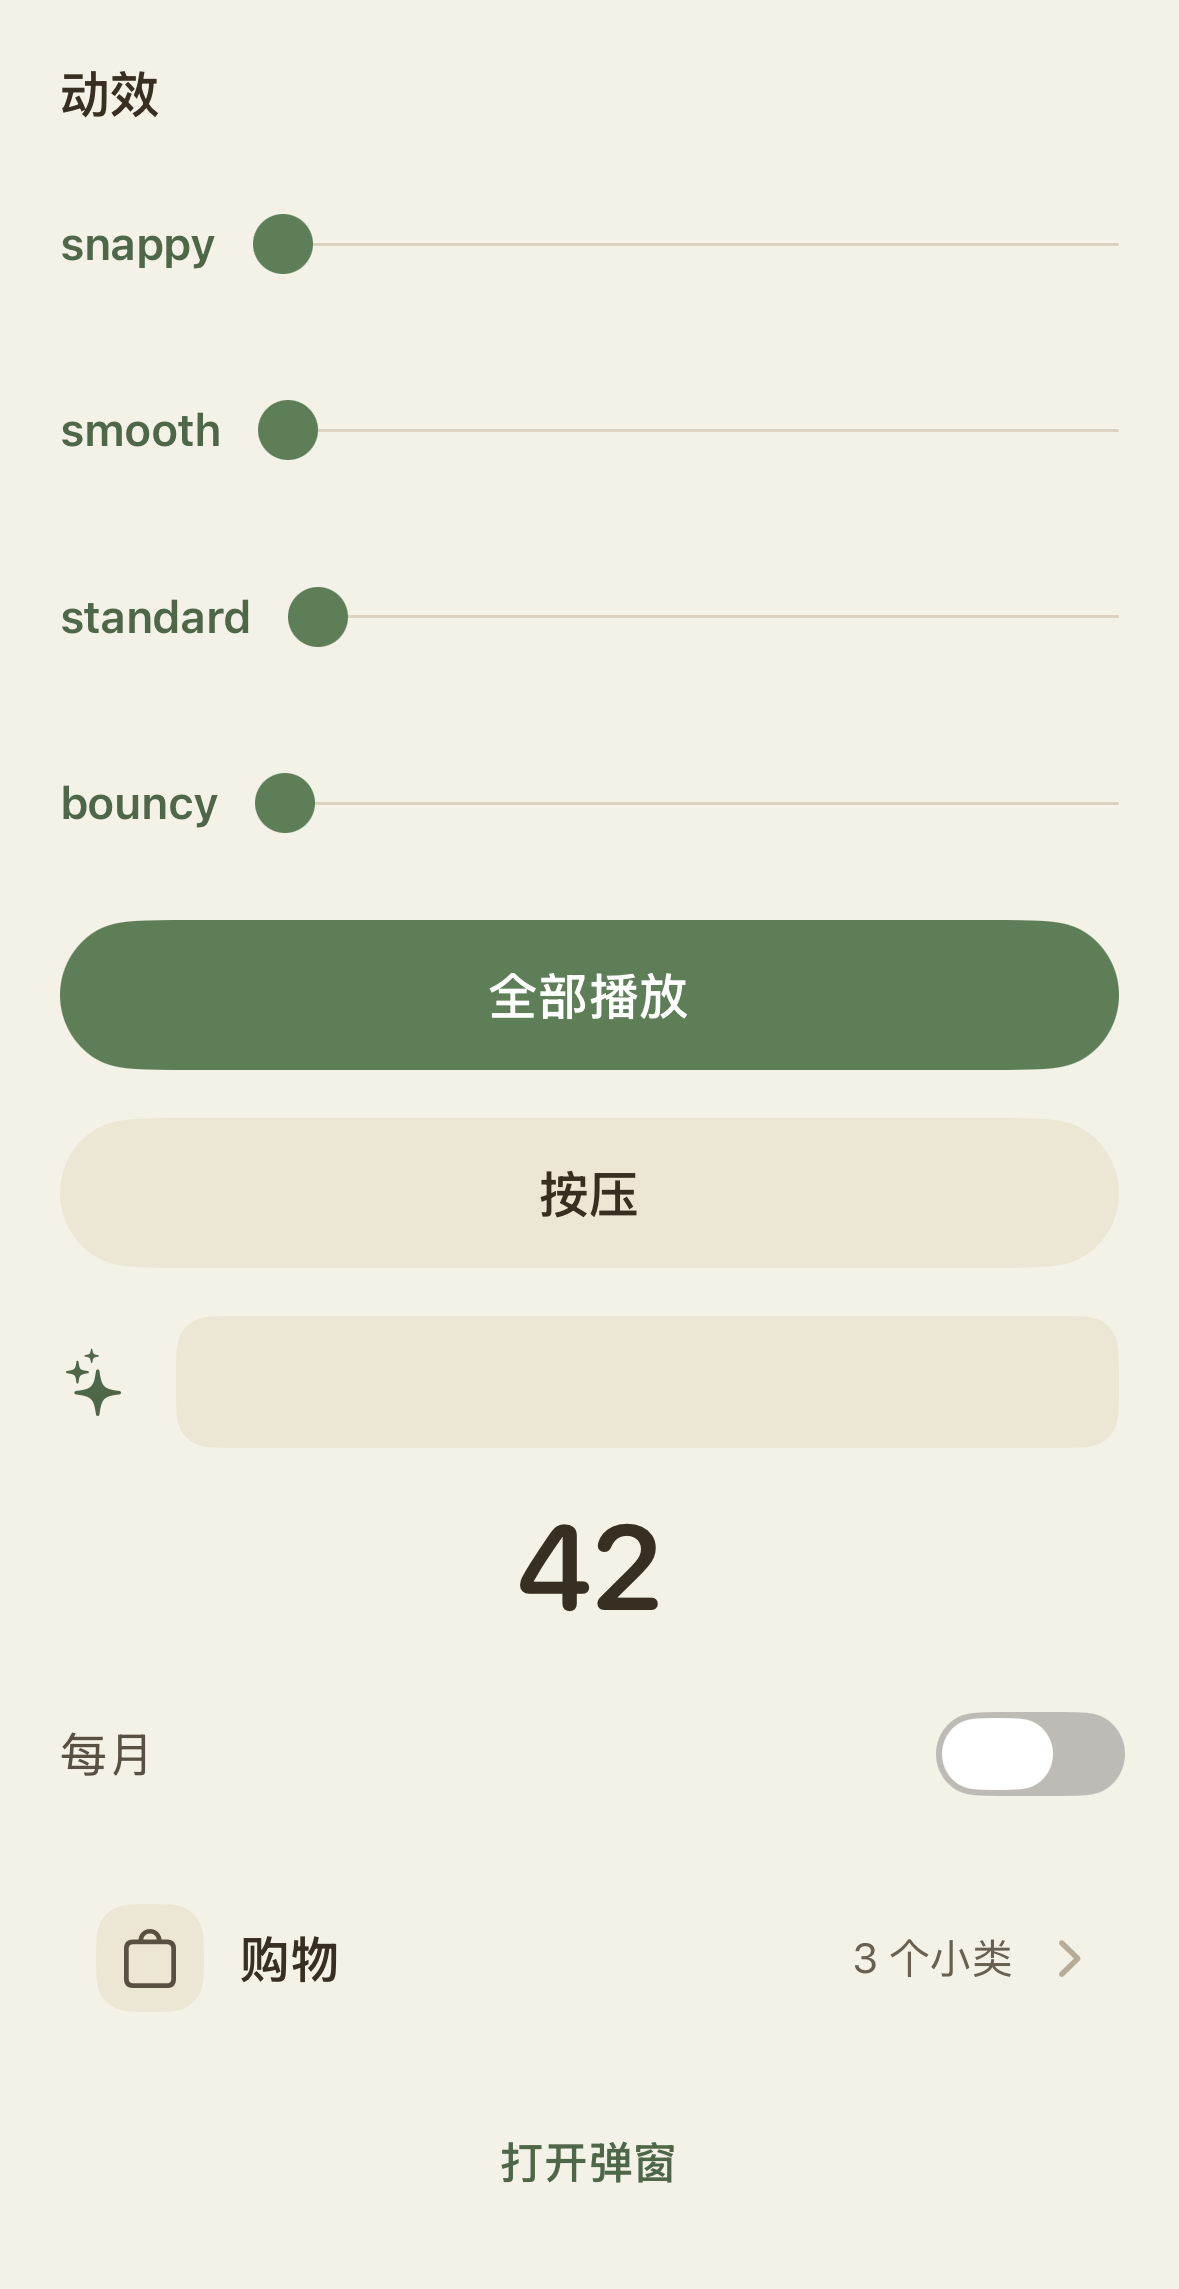 动效
snappy
smooth
standard
bouncy
全部播放
按压
42
每月
购物 3 个小类
打开弹窗